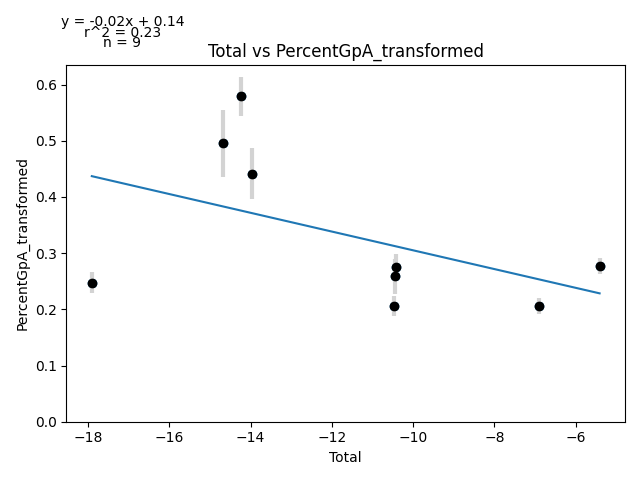 y = -0.02x + 0.14
r^2 = 0.23
n = 9
Total vs PercentGpA_transformed
PercentGpA_transformed
0.6
0.5
0.4
0.3
0.2
0.1
0.0
−18 −16 −14 −12 −10 −8 −6
Total